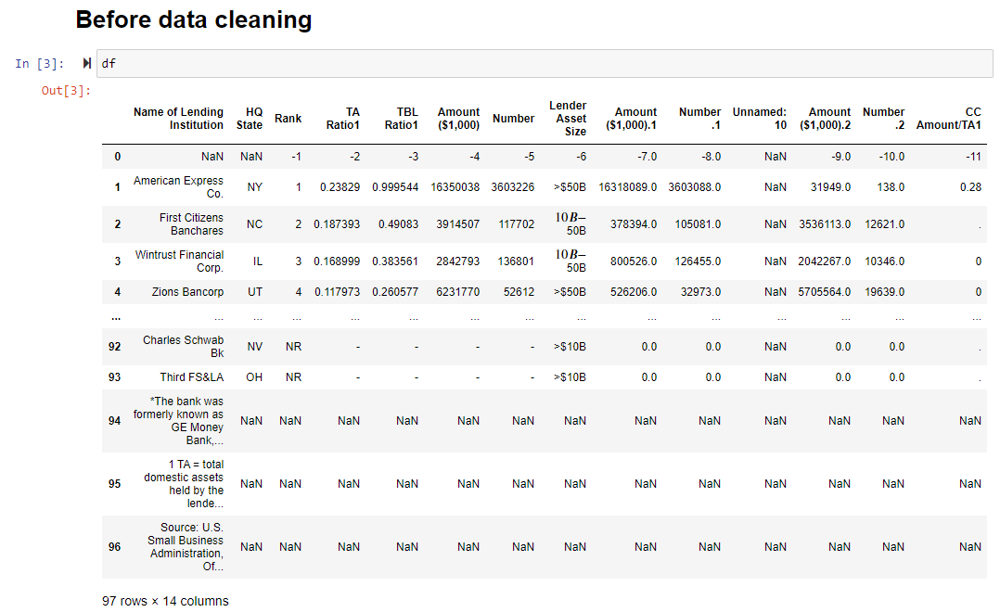 Before data cleaning
In [3]: df
Out[3]:
Name of Lending Institution HQ State Rank TA Ratio1 TBL Ratio1 Amount ($1,000) Number Lender Asset Size Amount ($1,000).1 Number .1 Unnamed: 10 Amount ($1,000).2 Number .2 CC Amount/TA1
0 NaN NaN -1 -2 -3 -4 -5 -6 -7.0 -8.0 NaN -9.0 -10.0 -11
1 American Express Co. NY 1 0.23829 0.999544 16350038 3603226 >$50B 16318089.0 3603088.0 NaN 31949.0 138.0 0.28
2 First Citizens Banchares NC 2 0.187393 0.49083 3914507 117702 10B– 50B 378394.0 105081.0 NaN 3536113.0 12621.0 .
3 Wintrust Financial Corp. IL 3 0.168999 0.383561 2842793 136801 10B– 50B 800526.0 126455.0 NaN 2042267.0 10346.0 0
4 Zions Bancorp UT 4 0.117973 0.260577 6231770 52612 >$50B 526206.0 32973.0 NaN 5705564.0 19639.0 0
... ... ... ... ... ... ... ... ... ... ... ... ... ... ...
92 Charles Schwab Bk NV NR - - - - >$10B 0.0 0.0 NaN 0.0 0.0 .
93 Third FS&LA OH NR - - - - >$10B 0.0 0.0 NaN 0.0 0.0 .
94 *The bank was formerly known as GE Money Bank,... NaN NaN NaN NaN NaN NaN NaN NaN NaN NaN NaN NaN NaN
95 1 TA = total domestic assets held by the lende... NaN NaN NaN NaN NaN NaN NaN NaN NaN NaN NaN NaN NaN
96 Source: U.S. Small Business Administration, Of... NaN NaN NaN NaN NaN NaN NaN NaN NaN NaN NaN NaN NaN
97 rows × 14 columns